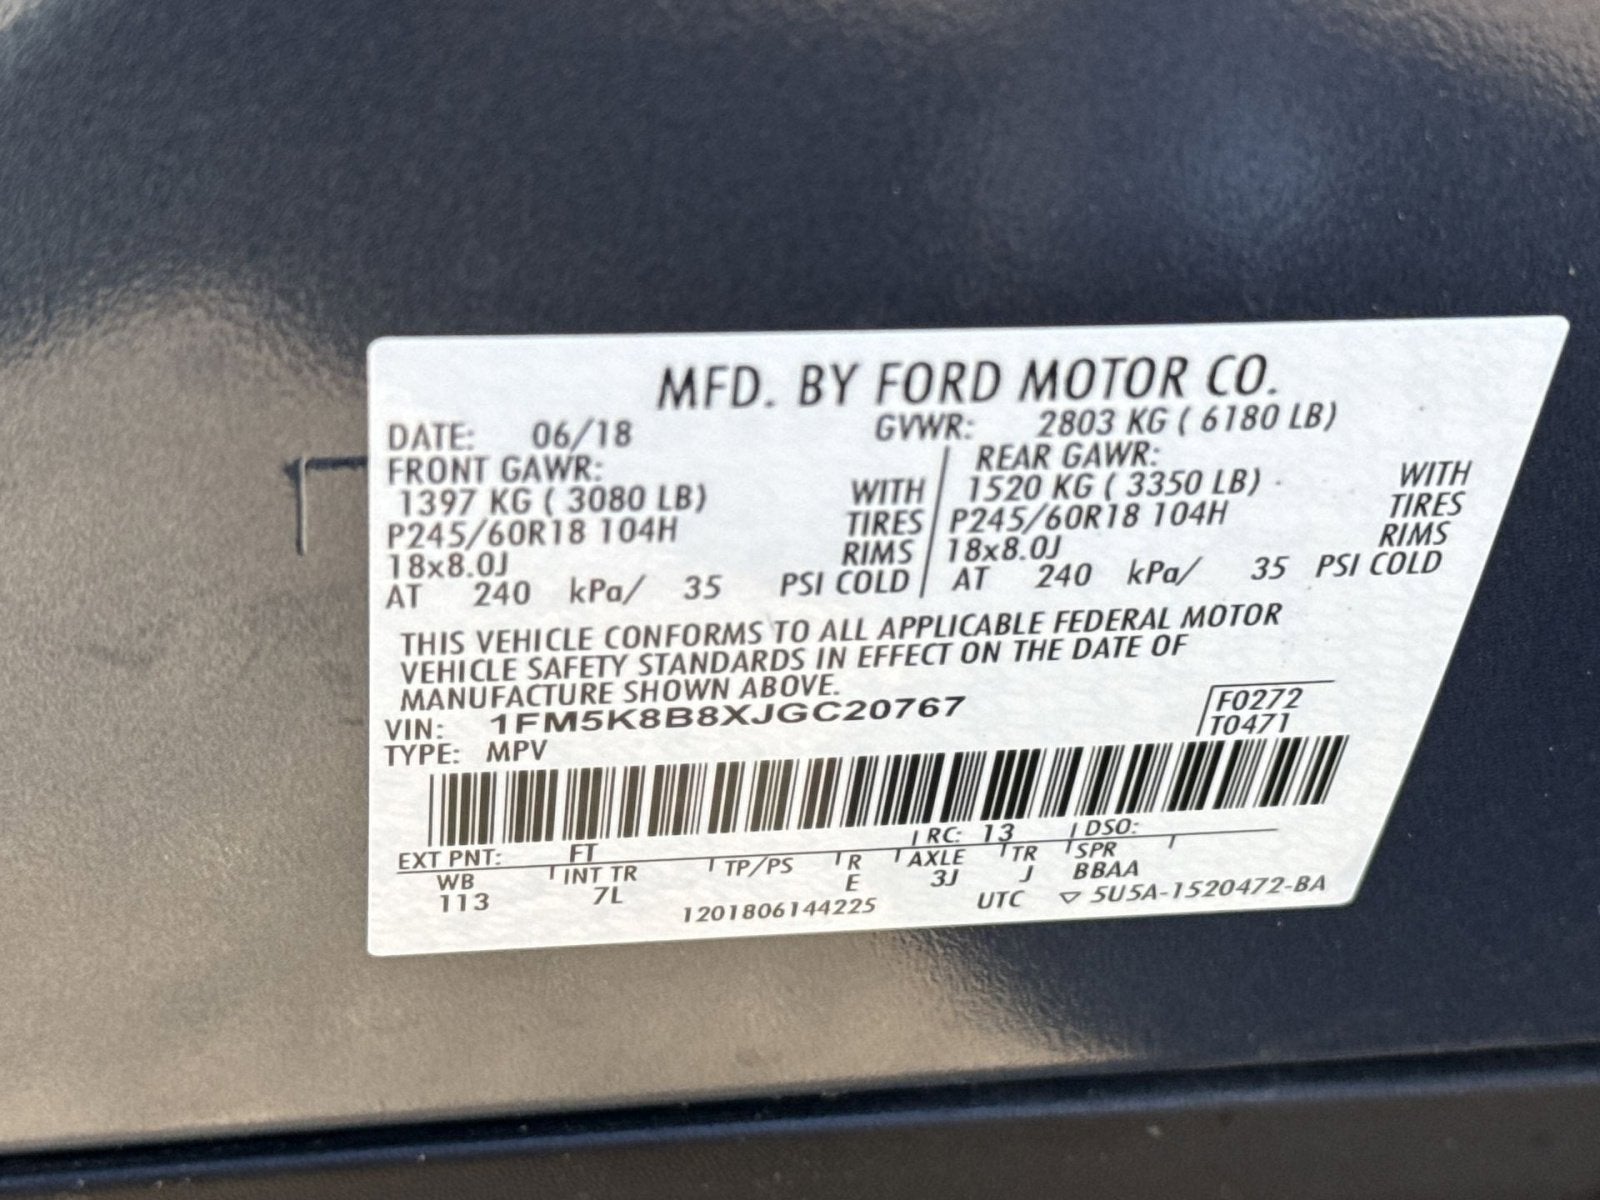 MFD. BY FORD MOTOR CO.
DATE: 06/18 GVWR: 2803 KG ( 6180 LB)
FRONT GAWR: REAR GAWR:
1397 KG ( 3080 LB) WITH 1520 KG ( 3350 LB) WITH
P245/60R18 104H TIRES P245/60R18 104H TIRES
18x8.0J RIMS 18x8.0J RIMS
AT 240 kPa/ 35 PSI COLD AT 240 kPa/ 35 PSI COLD
THIS VEHICLE CONFORMS TO ALL APPLICABLE FEDERAL MOTOR
VEHICLE SAFETY STANDARDS IN EFFECT ON THE DATE OF
MANUFACTURE SHOWN ABOVE.
VIN: 1FM5K8B8XJGC20767 F0272
TYPE: MPV T0471
EXT PNT: FT RC: 13 DSO:
WB INT TR TP/PS R AXLE TR SPR
113 7L E 3J J BBAA
1201806144225 UTC ▽ 5U5A-1520472-BA